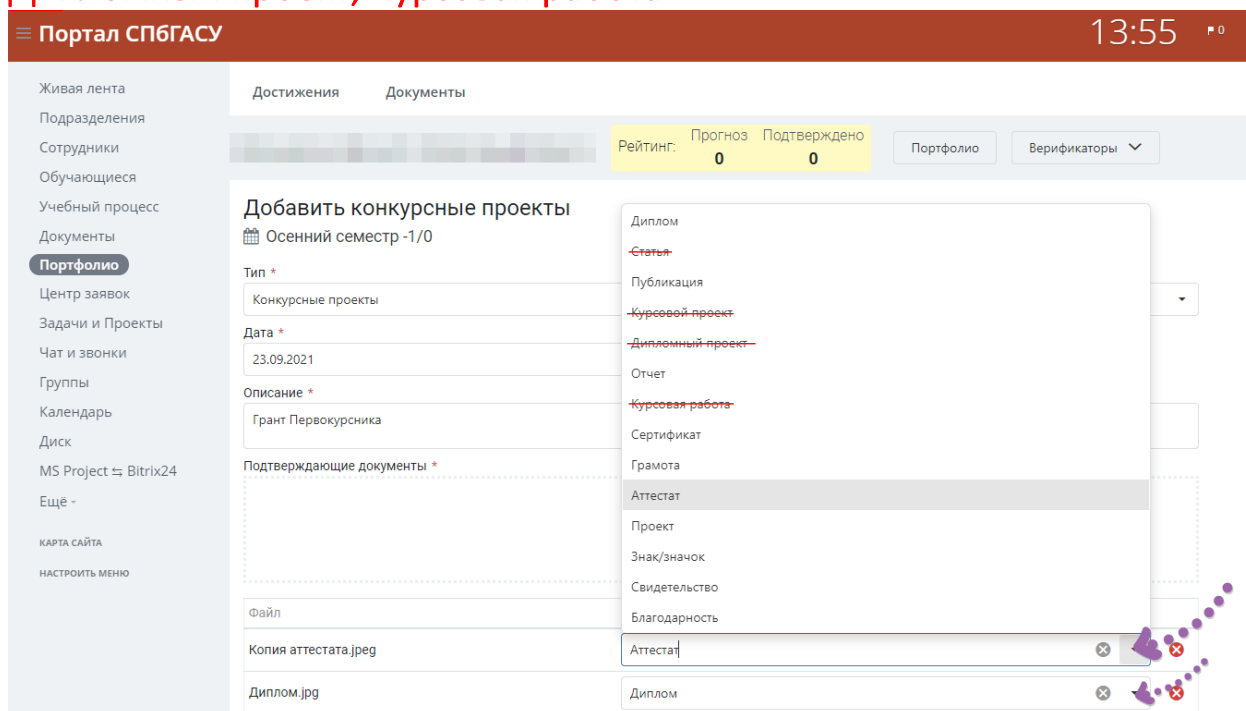 ≡ Портал СПбГАСУ
13:55
0
Живая лента
Подразделения
Сотрудники
Обучающиеся
Учебный процесс
Документы
Портфолио
Центр заявок
Задачи и Проекты
Чат и звонки
Группы
Календарь
Диск
MS Project ⇆ Bitrix24
Ещё -
КАРТА САЙТА
НАСТРОИТЬ МЕНЮ
Достижения Документы
Рейтинг: Прогноз Подтверждено
0 0
Портфолио Верификаторы
Добавить конкурсные проекты
Осенний семестр -1/0
Тип *
Конкурсные проекты
Дата *
23.09.2021
Описание *
Грант Первокурсника
Подтверждающие документы *
Диплом
Статья
Публикация
Курсовой проект
Дипломный проект
Отчет
Курсовая работа
Сертификат
Грамота
Аттестат
Проект
Знак/значок
Свидетельство
Благодарность
Файл
Копия аттестата.jpeg Аттестат
Диплом.jpg Диплом